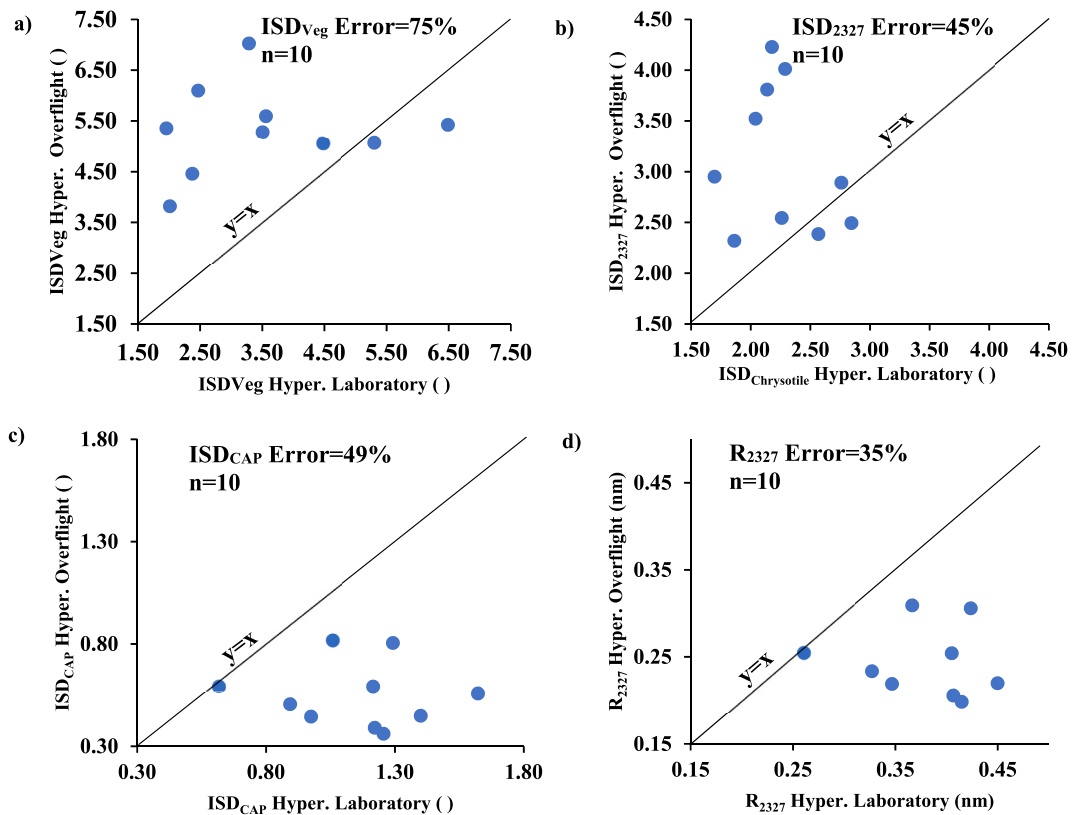 a)
ISDVeg Error=75%
n=10
ISDVeg Hyper. Overflight ( )
7.50
6.50
5.50
4.50
3.50
2.50
1.50
y=x
1.50 2.50 3.50 4.50 5.50 6.50 7.50
ISDVeg Hyper. Laboratory ( )
b)
ISD2327 Error=45%
n=10
ISD2327 Hyper. Overflight ( )
4.50
4.00
3.50
3.00
2.50
2.00
1.50
y=x
1.50 2.00 2.50 3.00 3.50 4.00 4.50
ISDChrysotile Hyper. Laboratory ( )
c)
ISDCAP Error=49%
n=10
ISDCAP Hyper. Overflight ( )
1.80
1.30
0.80
0.30
y=x
0.30 0.80 1.30 1.80
ISDCAP Hyper. Laboratory ( )
d)
R2327 Error=35%
n=10
R2327 Hyper. Overflight (nm)
0.45
0.35
0.25
0.15
y=x
0.15 0.25 0.35 0.45
R2327 Hyper. Laboratory (nm)